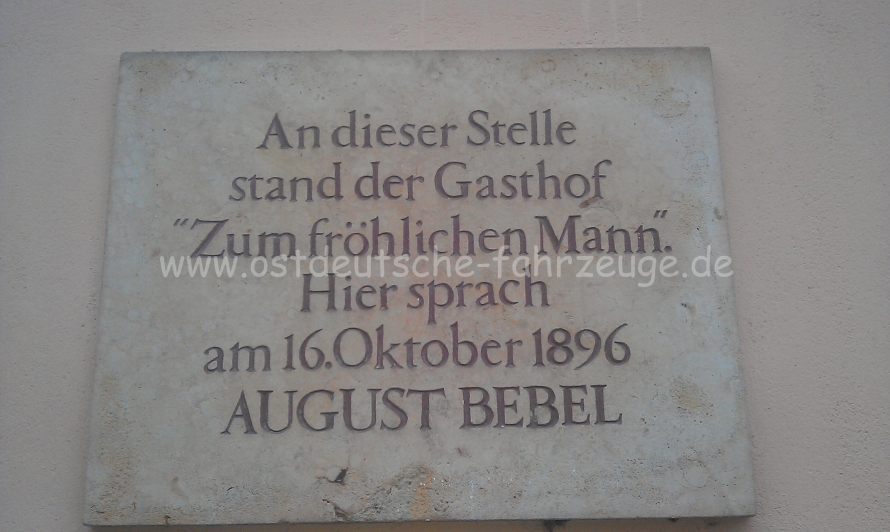 An dieser Stelle
stand der Gasthof
"Zum fröhlichen Mann".
www.ostdeutsche-fahrzeuge.de
Hier sprach
am 16.Oktober 1896
AUGUST BEBEL